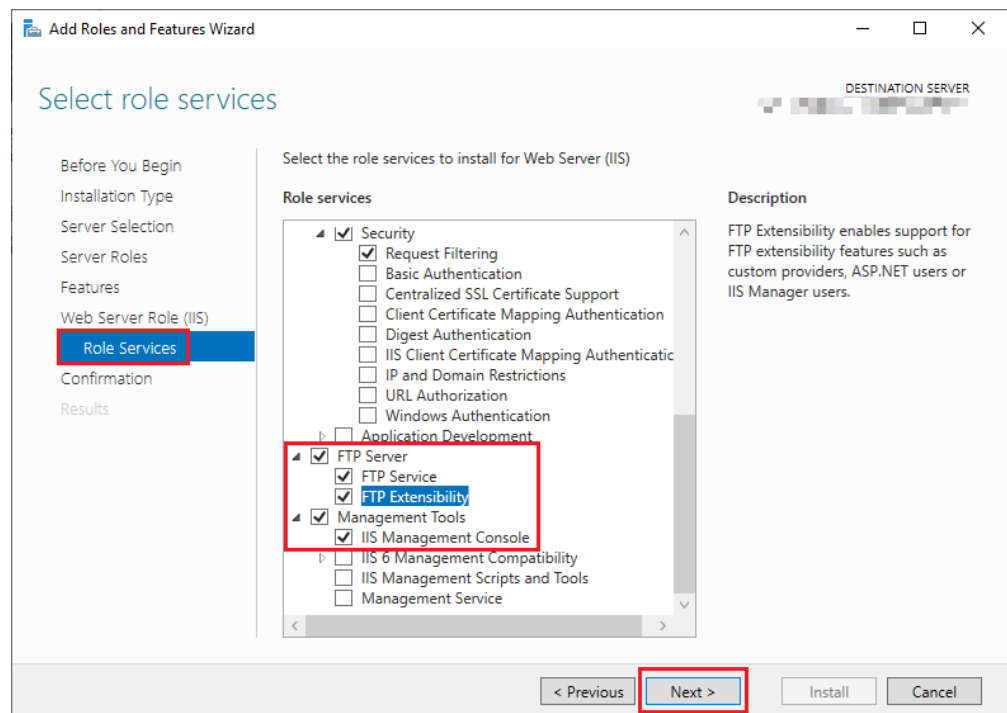 Add Roles and Features Wizard
Select role services
DESTINATION SERVER
Before You Begin
Installation Type
Server Selection
Server Roles
Features
Web Server Role (IIS)
Role Services
Confirmation
Results
Select the role services to install for Web Server (IIS)
Role services
Security
Request Filtering
Basic Authentication
Centralized SSL Certificate Support
Client Certificate Mapping Authentication
Digest Authentication
IIS Client Certificate Mapping Authenticatic
IP and Domain Restrictions
URL Authorization
Windows Authentication
Application Development
FTP Server
FTP Service
FTP Extensibility
Management Tools
IIS Management Console
IIS 6 Management Compatibility
IIS Management Scripts and Tools
Management Service
Description
FTP Extensibility enables support for
FTP extensibility features such as
custom providers, ASP.NET users or
IIS Manager users.
< Previous
Next >
Install
Cancel